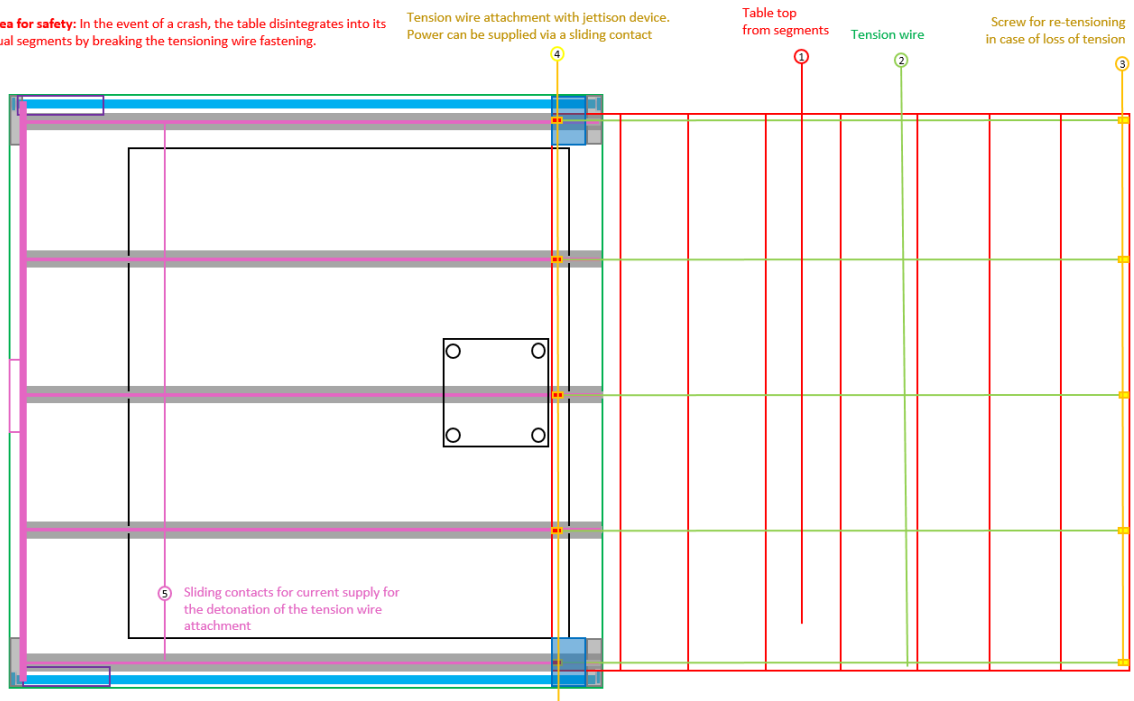 ea for safety: In the event of a crash, the table disintegrates into its
ual segments by breaking the tensioning wire fastening.
Tension wire attachment with jettison device.
Power can be supplied via a sliding contact
Table top
from segments
Tension wire
Screw for re-tensioning
in case of loss of tension
4
1
2
3
5
Sliding contacts for current supply for
the detonation of the tension wire
attachment